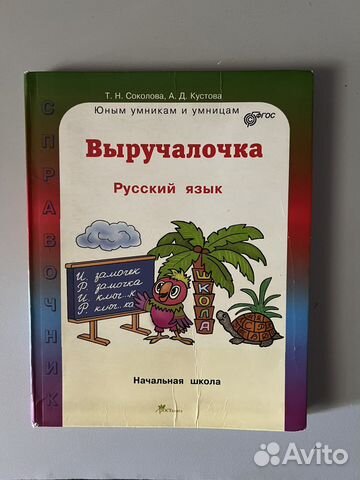 Т. Н. Соколова, А. Д. Кустова
Юным умникам и умницам
ФГОС
Выручалочка
Русский язык
СПРАВОЧНИК
И. замочек
Р. замочка
И. ключ..к
Р. ключ..ка
ШКОЛА
Начальная школа
РОСТкнига
Avito